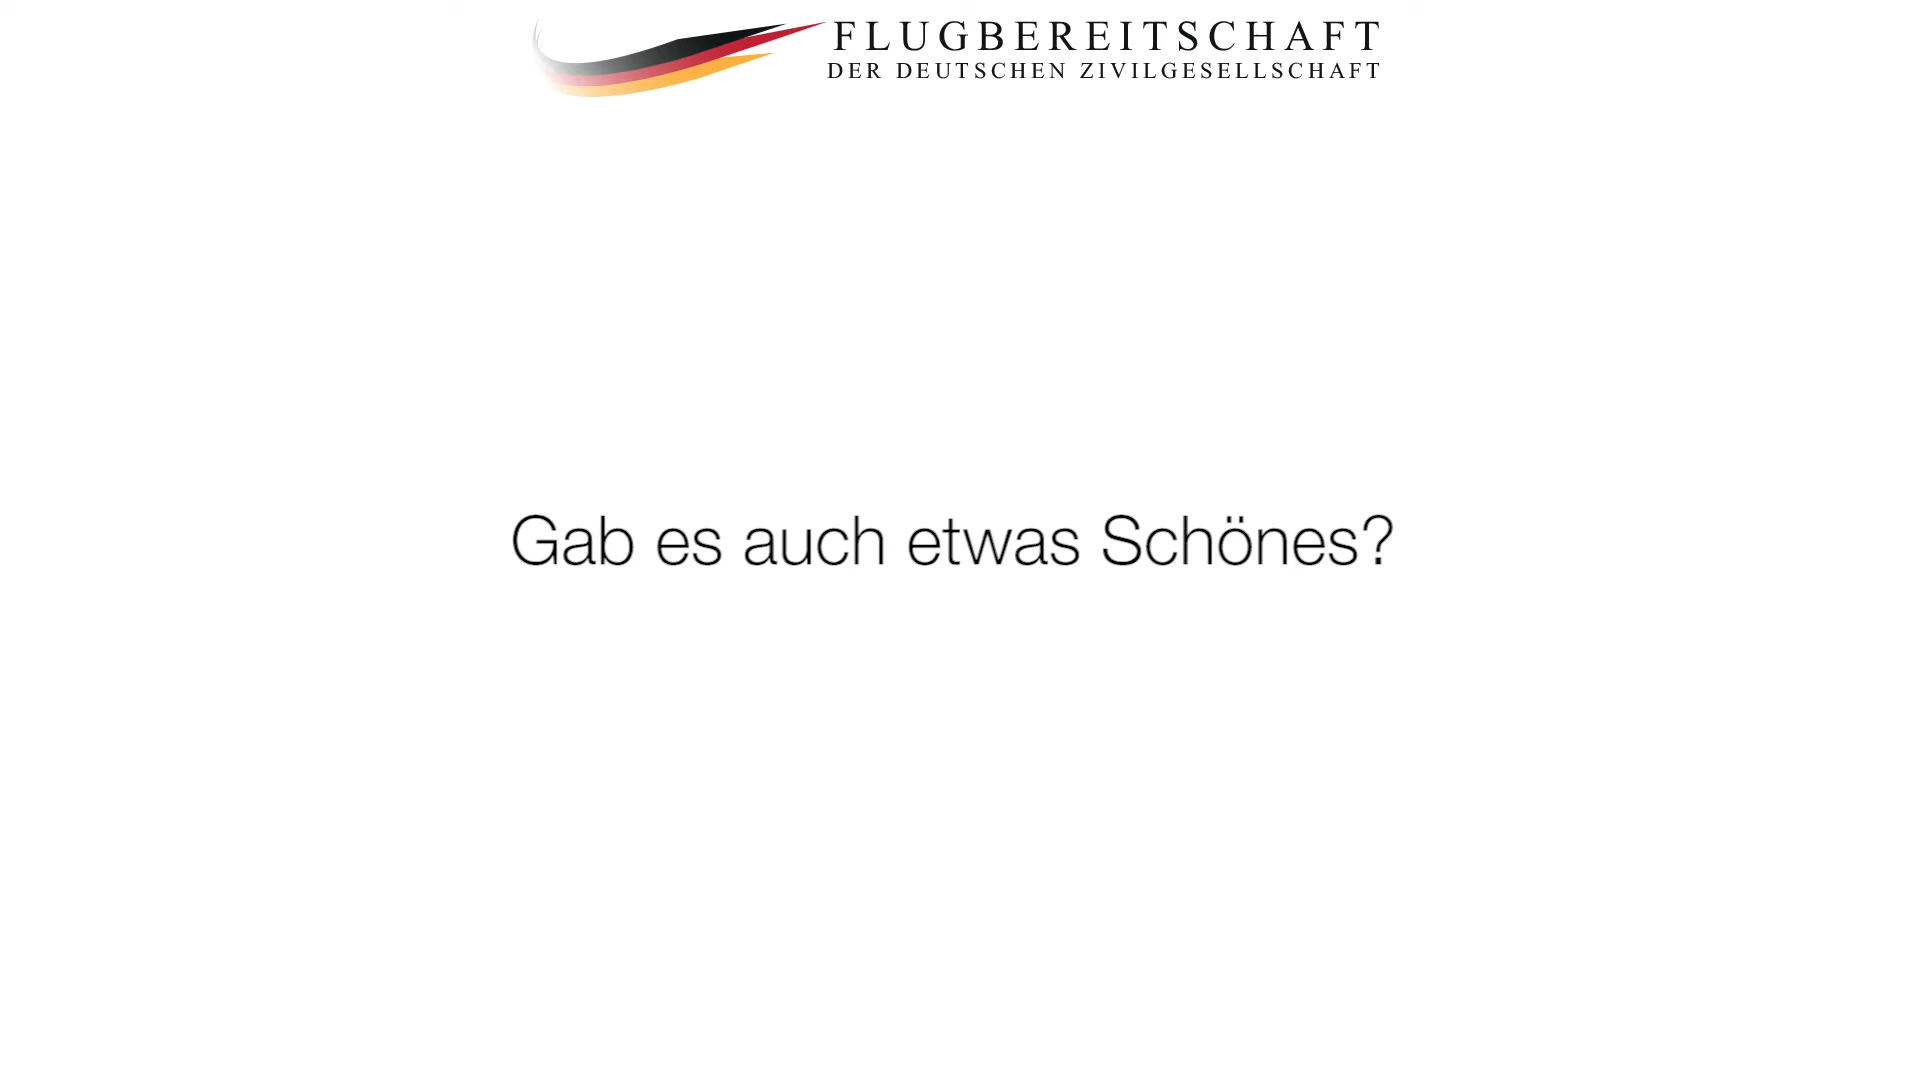 FLUGBEREITSCHAFT
DER DEUTSCHEN ZIVILGESELLSCHAFT
Gab es auch etwas Schönes?